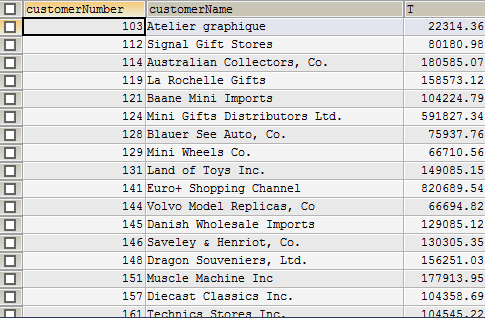 customerNumber customerName T
103 Atelier graphique 22314.36
112 Signal Gift Stores 80180.98
114 Australian Collectors, Co. 180585.07
119 La Rochelle Gifts 158573.12
121 Baane Mini Imports 104224.79
124 Mini Gifts Distributors Ltd. 591827.34
128 Blauer See Auto, Co. 75937.76
129 Mini Wheels Co. 66710.56
131 Land of Toys Inc. 149085.15
141 Euro+ Shopping Channel 820689.54
144 Volvo Model Replicas, Co 66694.82
145 Danish Wholesale Imports 129085.12
146 Saveley & Henriot, Co. 130305.35
148 Dragon Souveniers, Ltd. 156251.03
151 Muscle Machine Inc 177913.95
157 Diecast Classics Inc. 104358.69
161 Technics Stores Inc. 104545.22